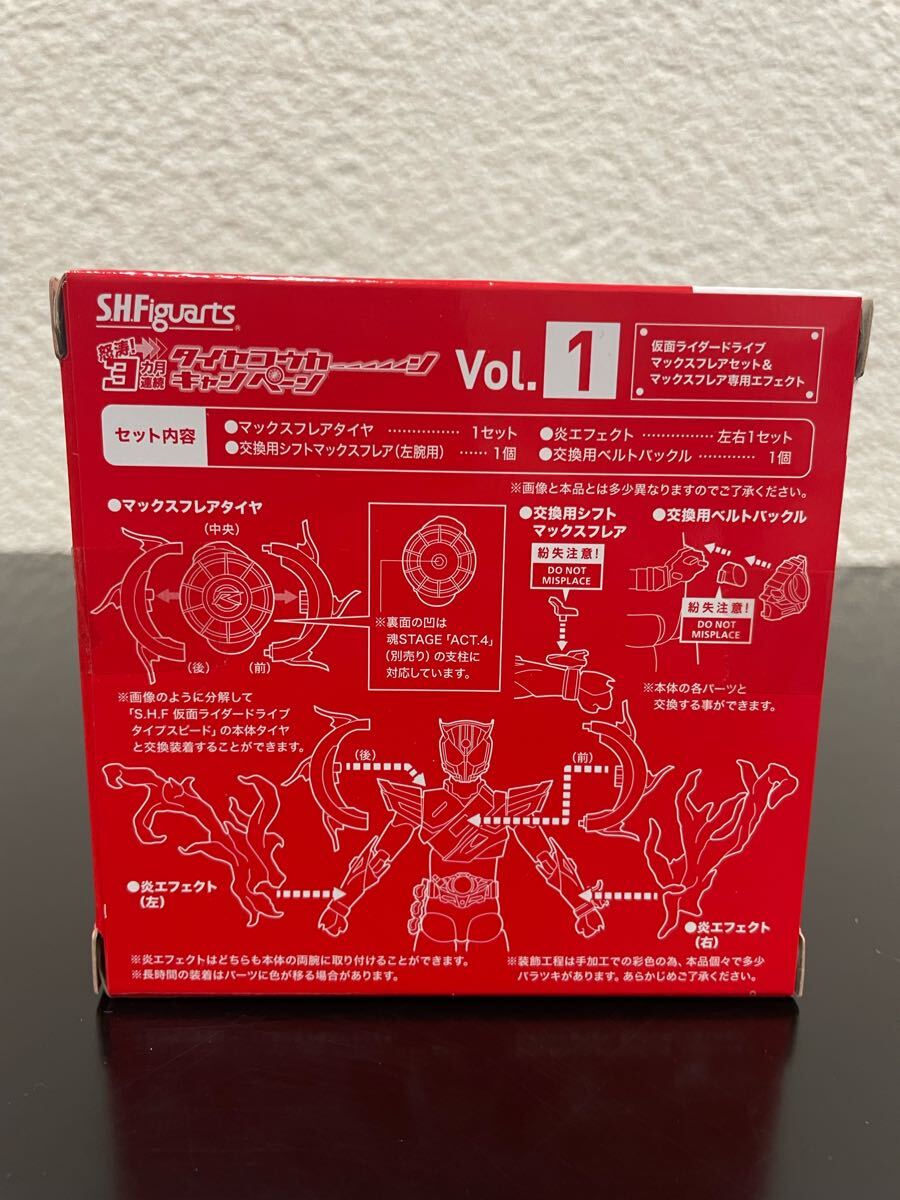 S.H.Figuarts®
怒濤!
3カ月連続
タイヤコウカーン
キャンペーン
Vol. 1
仮面ライダードライブ
マックスフレアセット&
マックスフレア専用エフェクト
セット内容
●マックスフレアタイヤ ……………… 1セット
●交換用シフトマックスフレア(左腕用) …… 1個
●炎エフェクト ……………… 左右1セット
●交換用ベルトバックル ………… 1個
※画像と本品とは多少異なりますのでご了承ください。
●マックスフレアタイヤ
(中央)
(後)
(前)
※裏面の凹は
魂STAGE「ACT.4」
(別売り)の支柱に
対応しています。
●交換用シフト
マックスフレア
紛失注意!
DO NOT
MISPLACE
●交換用ベルトバックル
紛失注意!
DO NOT
MISPLACE
※本体の各パーツと
交換する事ができます。
※画像のように分解して
「S.H.F 仮面ライダードライブ
タイプスピード」の本体タイヤ
と交換装着することができます。
(後)
(前)
●炎エフェクト
(左)
●炎エフェクト
(右)
※炎エフェクトはどちらも本体の両腕に取り付けることができます。
※長時間の装着はパーツに色が移る場合があります。
※装飾工程は手加工での彩色の為、本品個々で多少
バラツキがあります。あらかじめご了承ください。